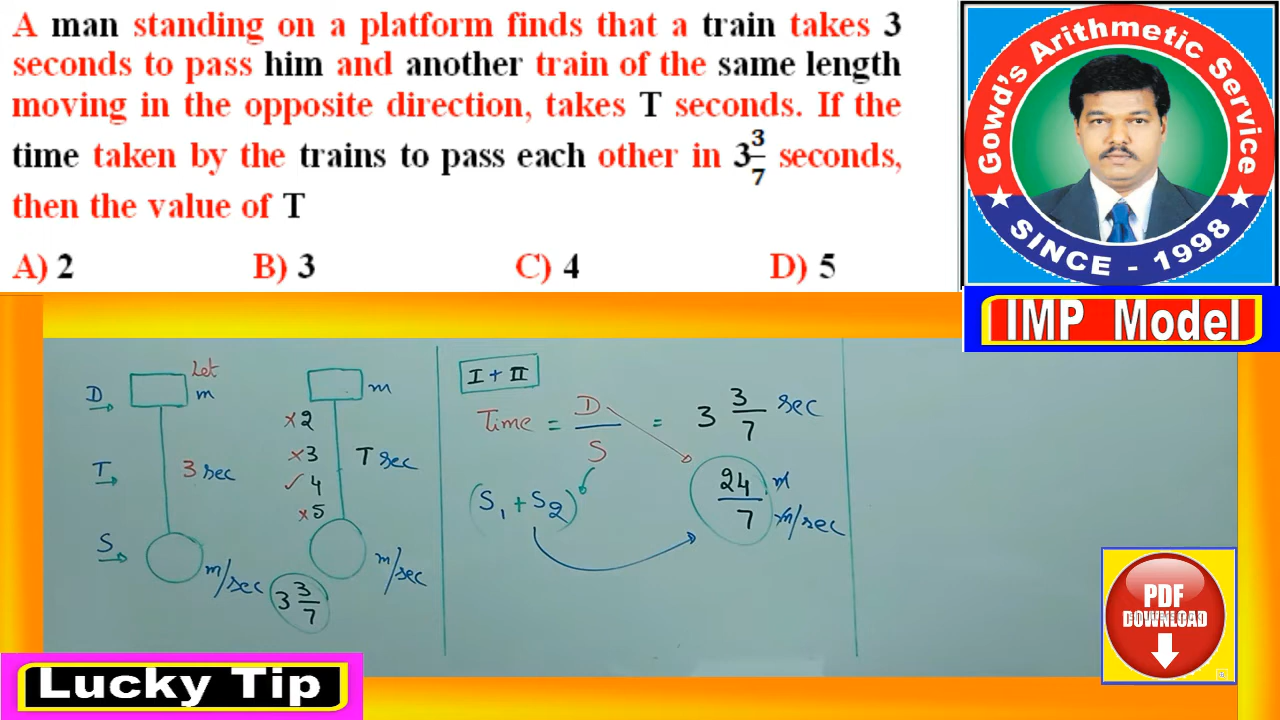 A man standing on a platform finds that a train takes 3
seconds to pass him and another train of the same length
moving in the opposite direction, takes T seconds. If the
time taken by the trains to pass each other in 3 3/7 seconds,
then the value of T
A) 2 B) 3 C) 4 D) 5
Gowd's Arithmetic Service
★ SINCE - 1998 ★
IMP Model
Let
D m m
×2
×3
T 3 sec T sec
✓ 4
×5
S m/sec m/sec
3 3/7
I + II
Time = D/S = 3 3/7 sec
(S₁ + S₂)
24 m
7 m/sec
PDF
DOWNLOAD
Lucky Tip